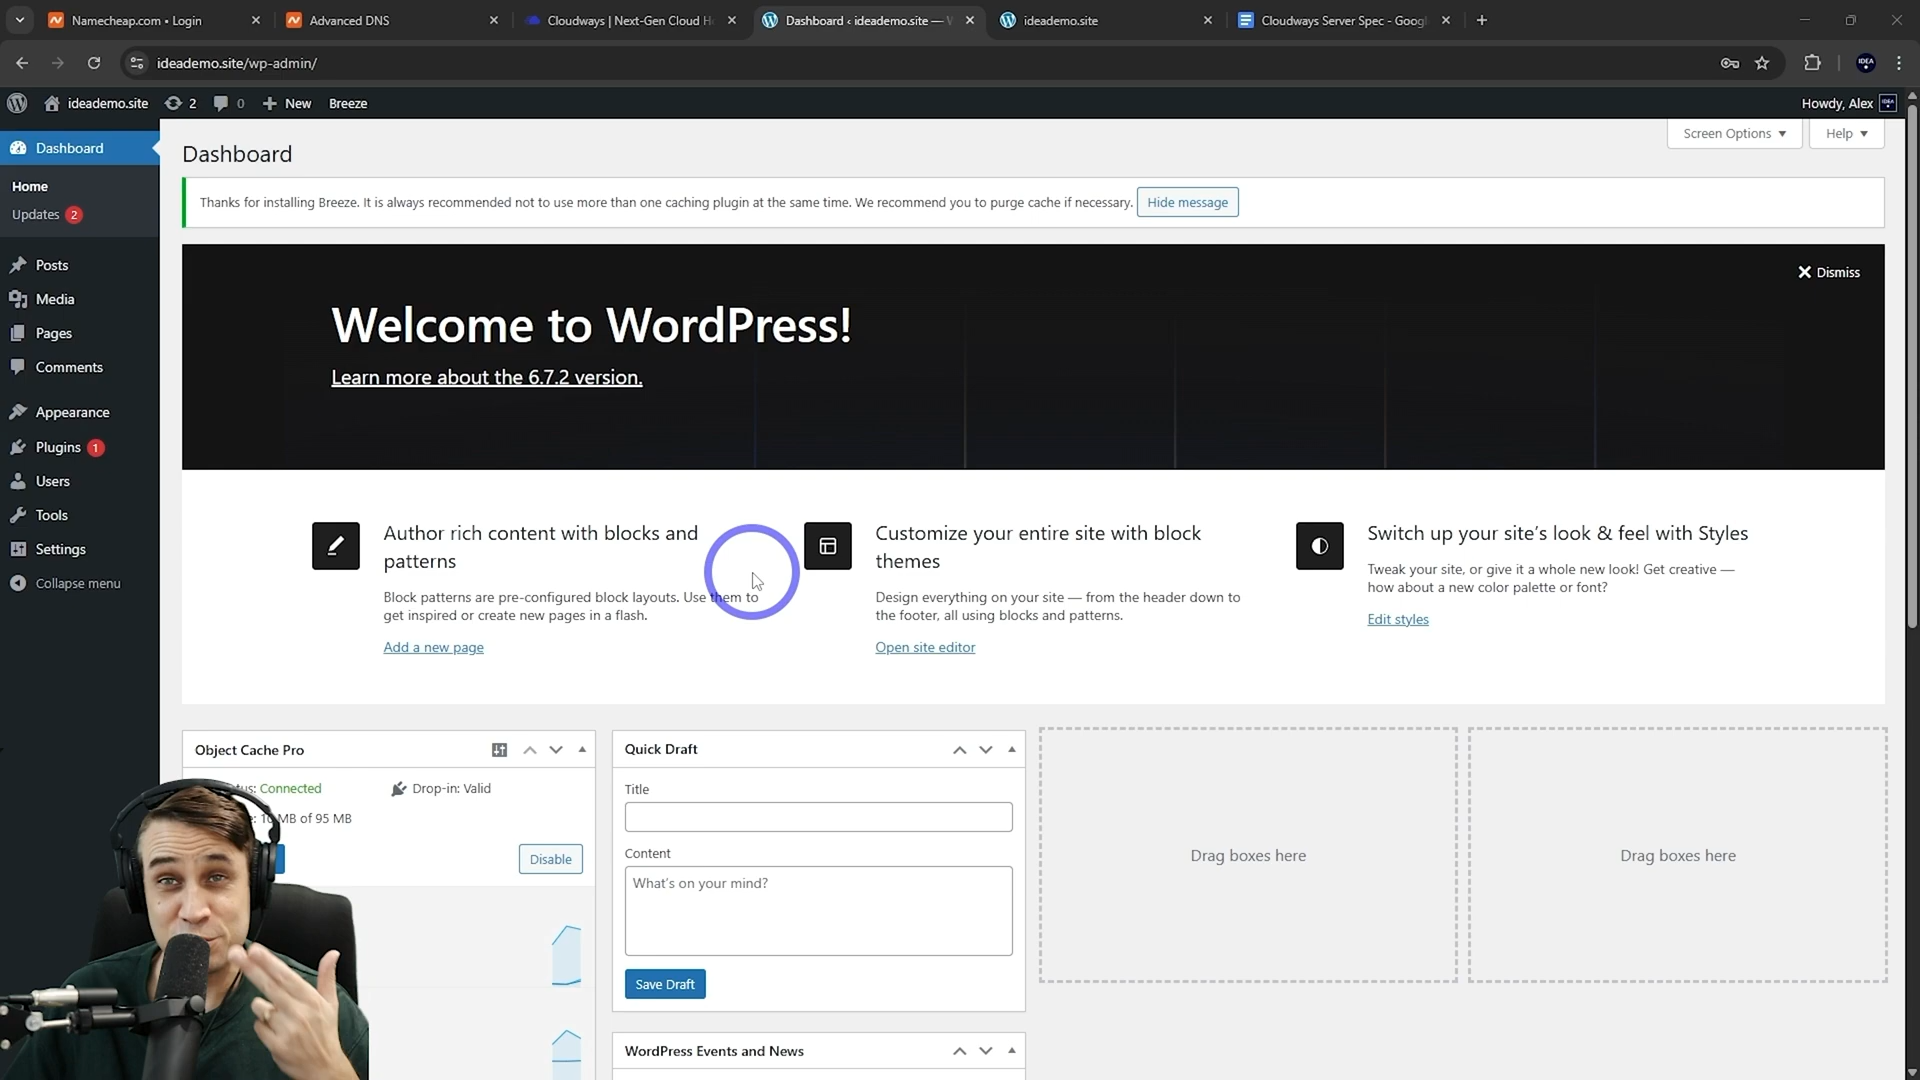 Namecheap.com • Login
Advanced DNS
Cloudways | Next-Gen Cloud H
Dashboard ‹ ideademo.site —
ideademo.site
Cloudways Server Spec - Goog
ideademo.site/wp-admin/
ideademo.site
2
0
New
Breeze
Howdy, Alex
Dashboard
Home
Updates 2
Posts
Media
Pages
Comments
Appearance
Plugins 1
Users
Tools
Settings
Collapse menu
Screen Options
Help
Dashboard
Thanks for installing Breeze. It is always recommended not to use more than one caching plugin at the same time. We recommend you to purge cache if necessary.
Hide message
Dismiss
Welcome to WordPress!
Learn more about the 6.7.2 version.
Author rich content with blocks and
patterns
Block patterns are pre-configured block layouts. Use them to
get inspired or create new pages in a flash.
Add a new page
Customize your entire site with block
themes
Design everything on your site — from the header down to
the footer, all using blocks and patterns.
Open site editor
Switch up your site’s look & feel with Styles
Tweak your site, or give it a whole new look! Get creative —
how about a new color palette or font?
Edit styles
Object Cache Pro
Connected
Drop-in: Valid
MB of 95 MB
Disable
Quick Draft
Title
Content
What’s on your mind?
Save Draft
WordPress Events and News
Drag boxes here
Drag boxes here